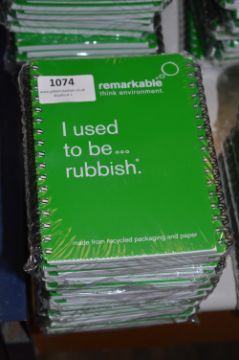 1074
remarkable
think environment.
I used
to be...
rubbish.
made from recycled packaging and paper